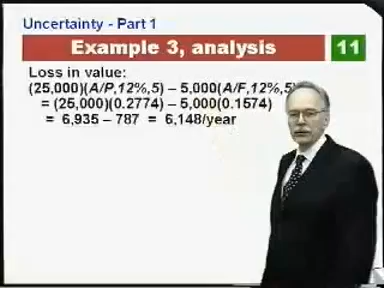 Uncertainty - Part 1
Example 3, analysis 11
Loss in value:
(25,000)(A/P,12%,5) – 5,000(A/F,12%,5)
= (25,000)(0.2774) – 5,000(0.1574)
= 6,935 – 787 = 6,148/year